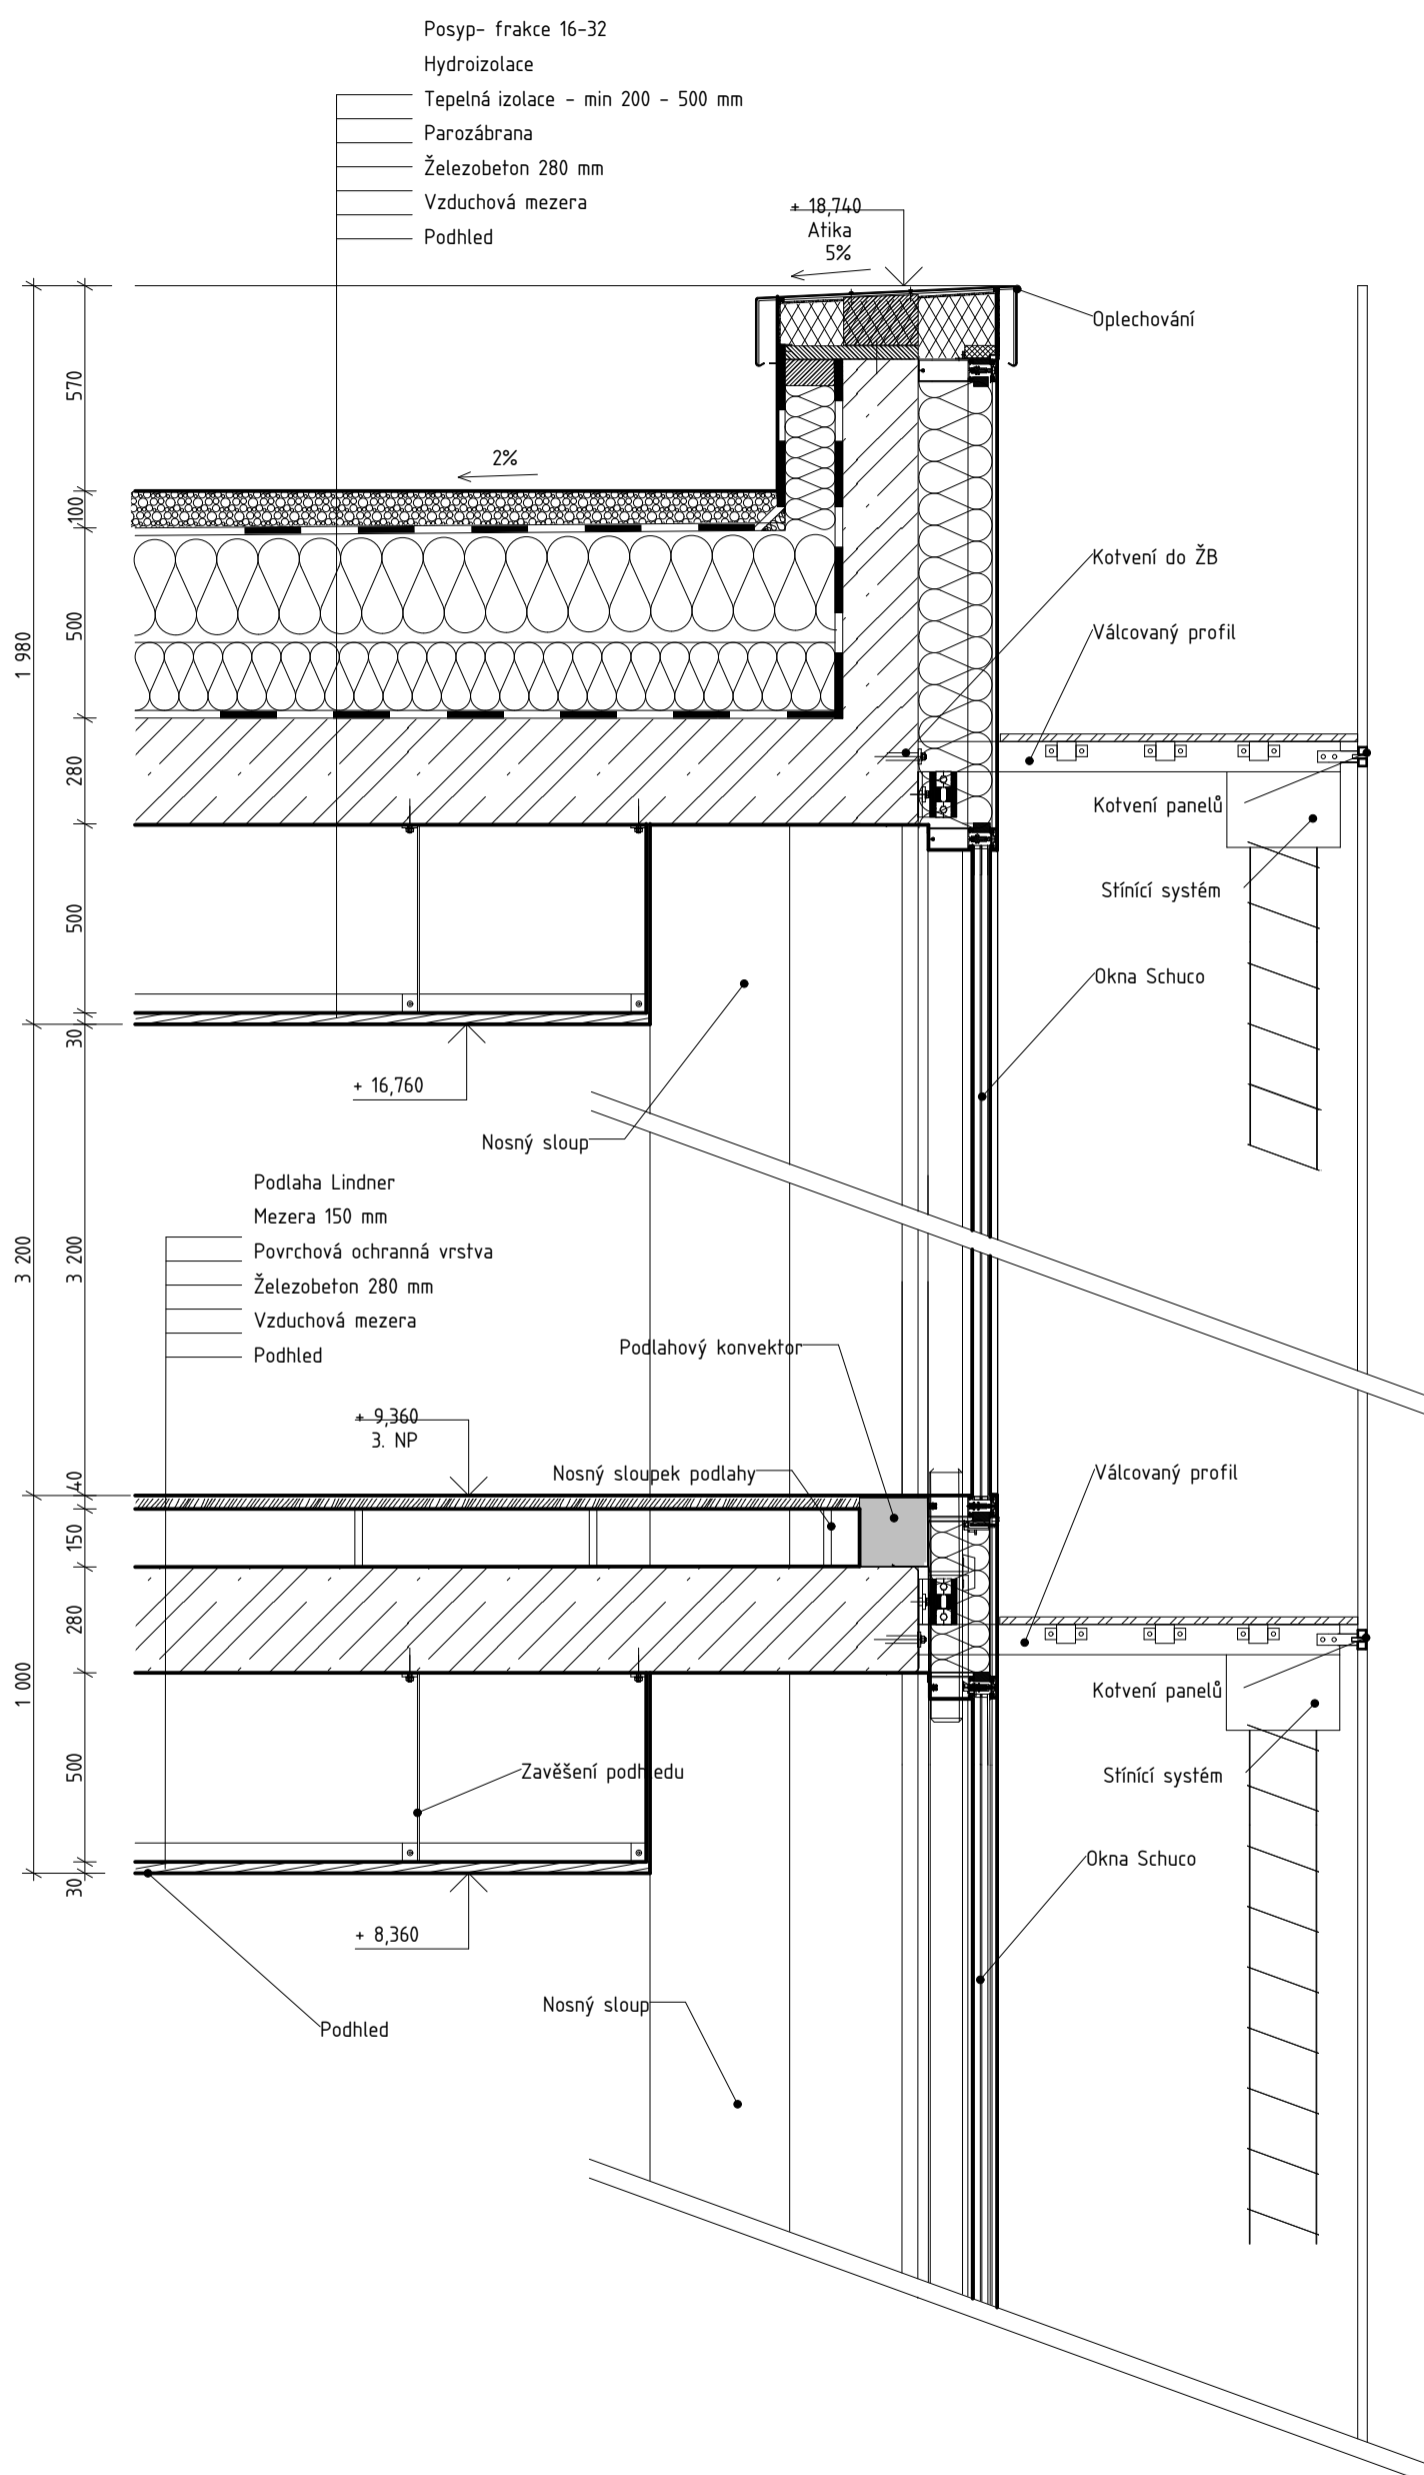 Posyp- frakce 16-32
Hydroizolace
Tepelná izolace - min 200 - 500 mm
Parozábrana
Železobeton 280 mm
Vzduchová mezera
Podhled
+ 18,740
Atika
5%
Oplechování
570
2%
100
Kotvení do ŽB
500
1 980
Válcovaný profil
280
Kotvení panelů
Stínící systém
500
Okna Schuco
30
+ 16,760
Nosný sloup
Podlaha Lindner
Mezera 150 mm
Povrchová ochranná vrstva
Železobeton 280 mm
Vzduchová mezera
Podhled
3 200
3 200
Podlahový konvektor
+ 9,360
3. NP
Nosný sloupek podlahy
Válcovaný profil
40
150
280
1 000
Kotvení panelů
500
Zavěšení podhledu
Stínící systém
Okna Schuco
30
+ 8,360
Nosný sloup
Podhled